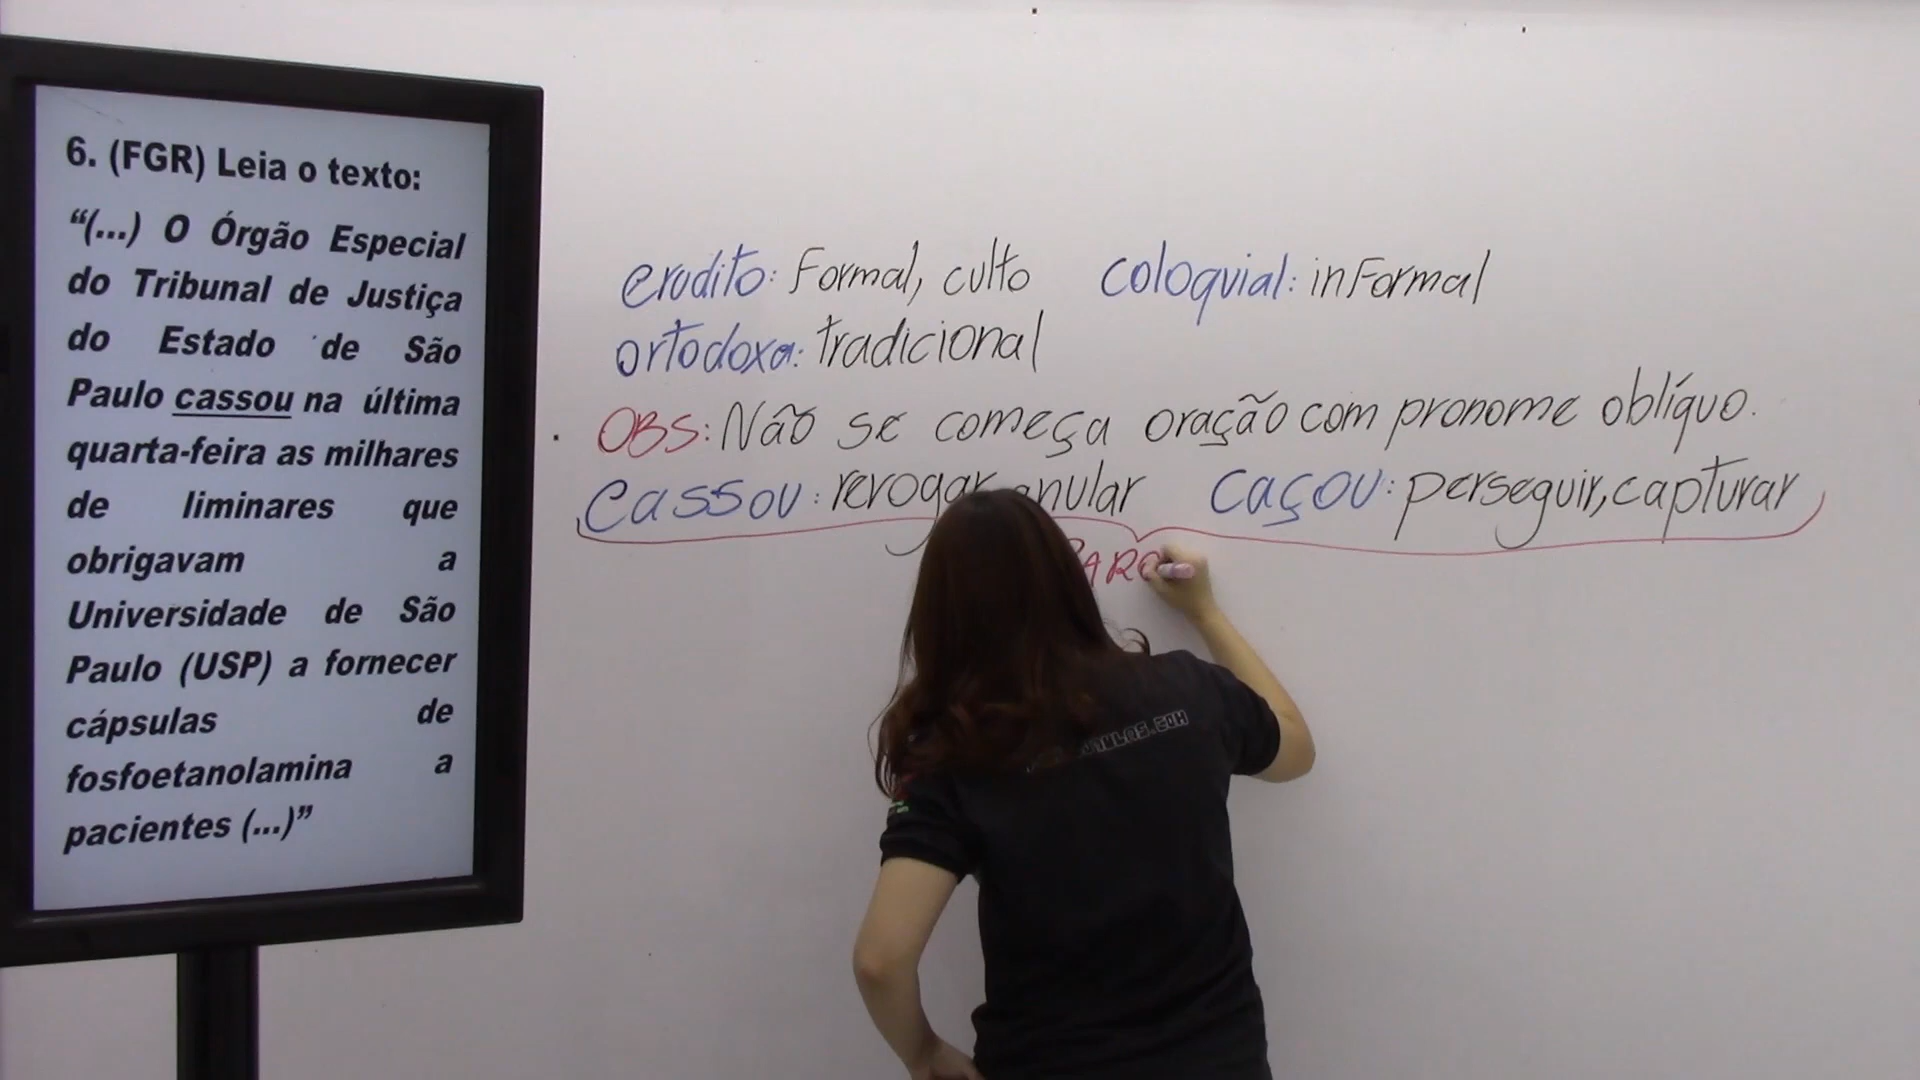 6. (FGR) Leia o texto:
“(...) O Órgão Especial
do Tribunal de Justiça
do Estado de São
Paulo cassou na última
quarta-feira as milhares
de liminares que
obrigavam a
Universidade de São
Paulo (USP) a fornecer
cápsulas de
fosfoetanolamina a
pacientes (...)”
erudito: Formal, culto coloquial: inFormal
ortodoxa: tradicional
OBS: Não se começa oração com pronome oblíquo.
Cassou: revogar, anular Caçou: perseguir, capturar